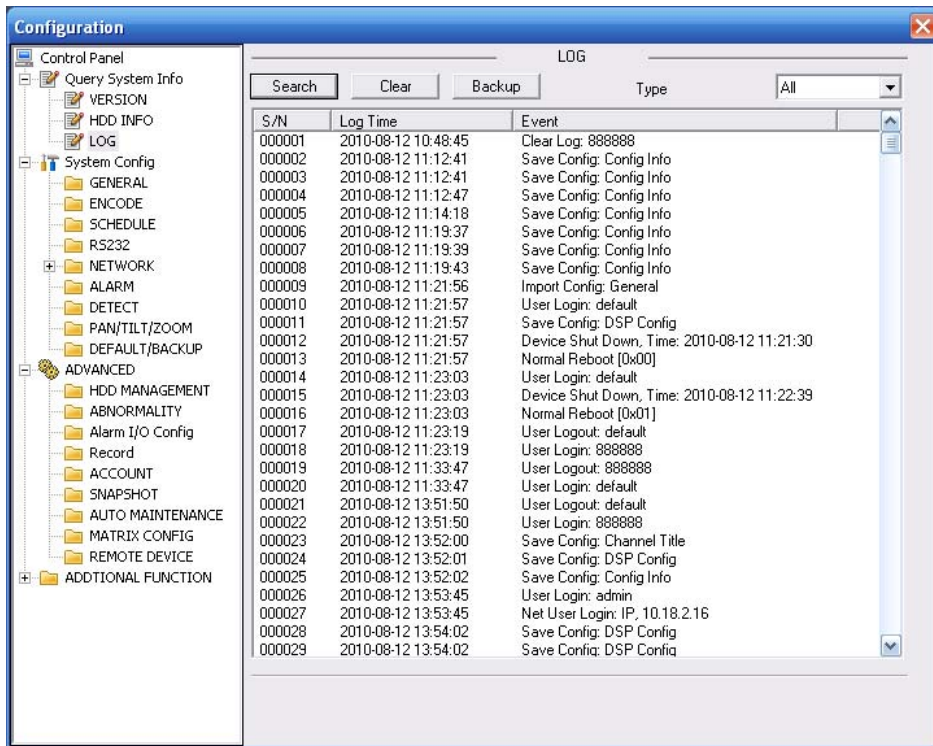 Configuration
Control Panel
Query System Info
VERSION
HDD INFO
LOG
System Config
GENERAL
ENCODE
SCHEDULE
RS232
NETWORK
ALARM
DETECT
PAN/TILT/ZOOM
DEFAULT/BACKUP
ADVANCED
HDD MANAGEMENT
ABNORMALITY
Alarm I/O Config
Record
ACCOUNT
SNAPSHOT
AUTO MAINTENANCE
MATRIX CONFIG
REMOTE DEVICE
ADDTIONAL FUNCTION
LOG
Search Clear Backup Type All
S/N Log Time Event
000001 2010-08-12 10:48:45 Clear Log: 888888
000002 2010-08-12 11:12:41 Save Config: Config Info
000003 2010-08-12 11:12:41 Save Config: Config Info
000004 2010-08-12 11:12:47 Save Config: Config Info
000005 2010-08-12 11:14:18 Save Config: Config Info
000006 2010-08-12 11:19:37 Save Config: Config Info
000007 2010-08-12 11:19:39 Save Config: Config Info
000008 2010-08-12 11:19:43 Save Config: Config Info
000009 2010-08-12 11:21:56 Import Config: General
000010 2010-08-12 11:21:57 User Login: default
000011 2010-08-12 11:21:57 Save Config: DSP Config
000012 2010-08-12 11:21:57 Device Shut Down, Time: 2010-08-12 11:21:30
000013 2010-08-12 11:21:57 Normal Reboot [0x00]
000014 2010-08-12 11:23:03 User Login: default
000015 2010-08-12 11:23:03 Device Shut Down, Time: 2010-08-12 11:22:39
000016 2010-08-12 11:23:03 Normal Reboot [0x01]
000017 2010-08-12 11:23:19 User Logout: default
000018 2010-08-12 11:23:19 User Login: 888888
000019 2010-08-12 11:33:47 User Logout: 888888
000020 2010-08-12 11:33:47 User Login: default
000021 2010-08-12 13:51:50 User Logout: default
000022 2010-08-12 13:51:50 User Login: 888888
000023 2010-08-12 13:52:00 Save Config: Channel Title
000024 2010-08-12 13:52:01 Save Config: DSP Config
000025 2010-08-12 13:52:02 Save Config: Config Info
000026 2010-08-12 13:53:45 User Login: admin
000027 2010-08-12 13:53:45 Net User Login: IP, 10.18.2.16
000028 2010-08-12 13:54:02 Save Config: DSP Config
000029 2010-08-12 13:54:02 Save Config: DSP Config